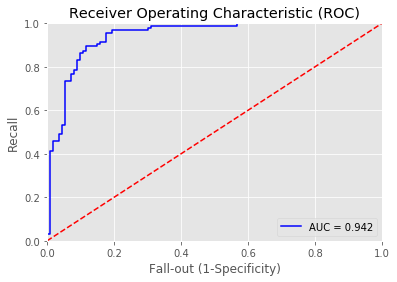 Receiver Operating Characteristic (ROC)
1.0
0.8
0.6
0.4
0.2
0.0
Recall
0.0 0.2 0.4 0.6 0.8 1.0
Fall-out (1-Specificity)
AUC = 0.942